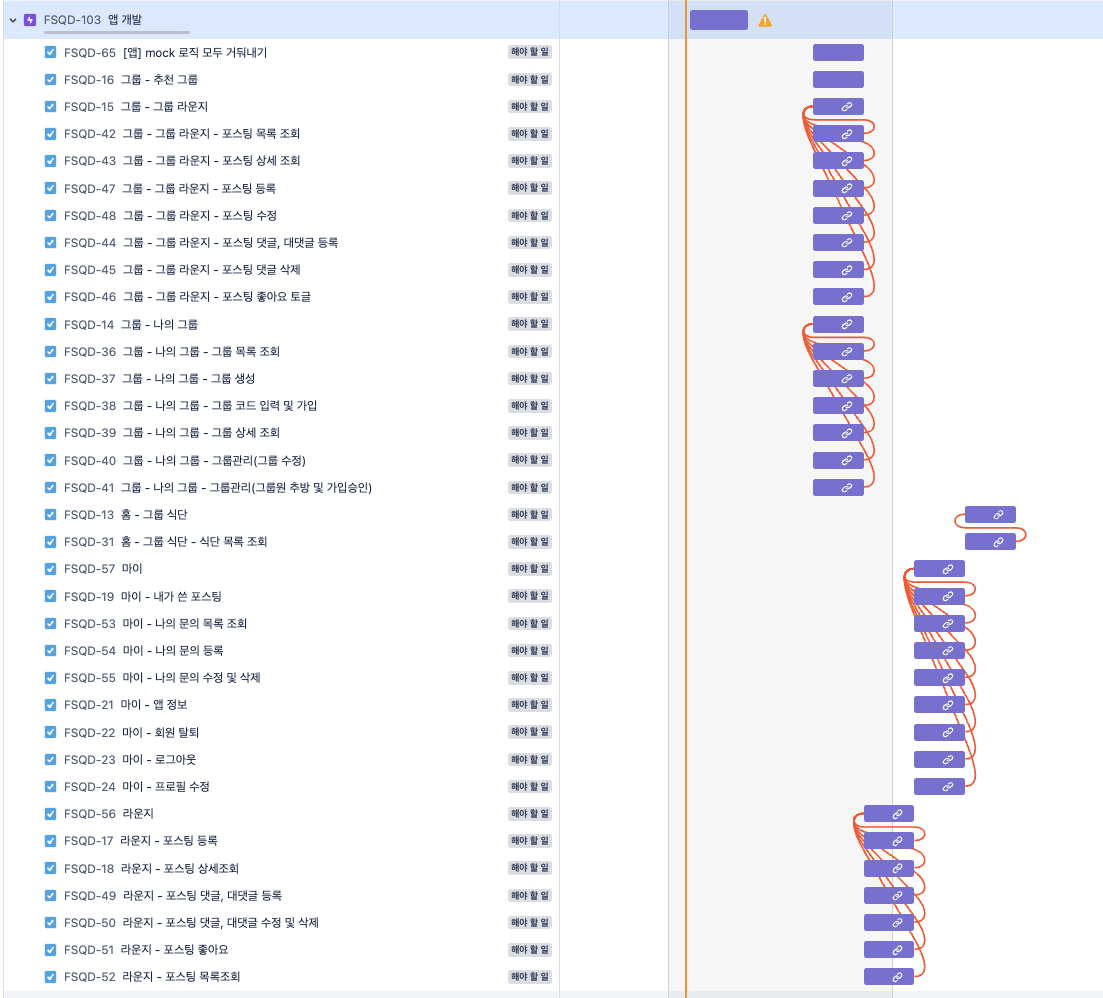 FSQD-103 앱 개발
FSQD-65 [앱] mock 로직 모두 거둬내기 해야 할 일
FSQD-16 그룹 - 추천 그룹 해야 할 일
FSQD-15 그룹 - 그룹 라운지 해야 할 일
FSQD-42 그룹 - 그룹 라운지 - 포스팅 목록 조회 해야 할 일
FSQD-43 그룹 - 그룹 라운지 - 포스팅 상세 조회 해야 할 일
FSQD-47 그룹 - 그룹 라운지 - 포스팅 등록 해야 할 일
FSQD-48 그룹 - 그룹 라운지 - 포스팅 수정 해야 할 일
FSQD-44 그룹 - 그룹 라운지 - 포스팅 댓글, 대댓글 등록 해야 할 일
FSQD-45 그룹 - 그룹 라운지 - 포스팅 댓글 삭제 해야 할 일
FSQD-46 그룹 - 그룹 라운지 - 포스팅 좋아요 토글 해야 할 일
FSQD-14 그룹 - 나의 그룹 해야 할 일
FSQD-36 그룹 - 나의 그룹 - 그룹 목록 조회 해야 할 일
FSQD-37 그룹 - 나의 그룹 - 그룹 생성 해야 할 일
FSQD-38 그룹 - 나의 그룹 - 그룹 코드 입력 및 가입 해야 할 일
FSQD-39 그룹 - 나의 그룹 - 그룹 상세 조회 해야 할 일
FSQD-40 그룹 - 나의 그룹 - 그룹관리(그룹 수정) 해야 할 일
FSQD-41 그룹 - 나의 그룹 - 그룹관리(그룹원 추방 및 가입승인) 해야 할 일
FSQD-13 홈 - 그룹 식단 해야 할 일
FSQD-31 홈 - 그룹 식단 - 식단 목록 조회 해야 할 일
FSQD-57 마이 해야 할 일
FSQD-19 마이 - 내가 쓴 포스팅 해야 할 일
FSQD-53 마이 - 나의 문의 목록 조회 해야 할 일
FSQD-54 마이 - 나의 문의 등록 해야 할 일
FSQD-55 마이 - 나의 문의 수정 및 삭제 해야 할 일
FSQD-21 마이 - 앱 정보 해야 할 일
FSQD-22 마이 - 회원 탈퇴 해야 할 일
FSQD-23 마이 - 로그아웃 해야 할 일
FSQD-24 마이 - 프로필 수정 해야 할 일
FSQD-56 라운지 해야 할 일
FSQD-17 라운지 - 포스팅 등록 해야 할 일
FSQD-18 라운지 - 포스팅 상세조회 해야 할 일
FSQD-49 라운지 - 포스팅 댓글, 대댓글 등록 해야 할 일
FSQD-50 라운지 - 포스팅 댓글, 대댓글 수정 및 삭제 해야 할 일
FSQD-51 라운지 - 포스팅 좋아요 해야 할 일
FSQD-52 라운지 - 포스팅 목록조회 해야 할 일